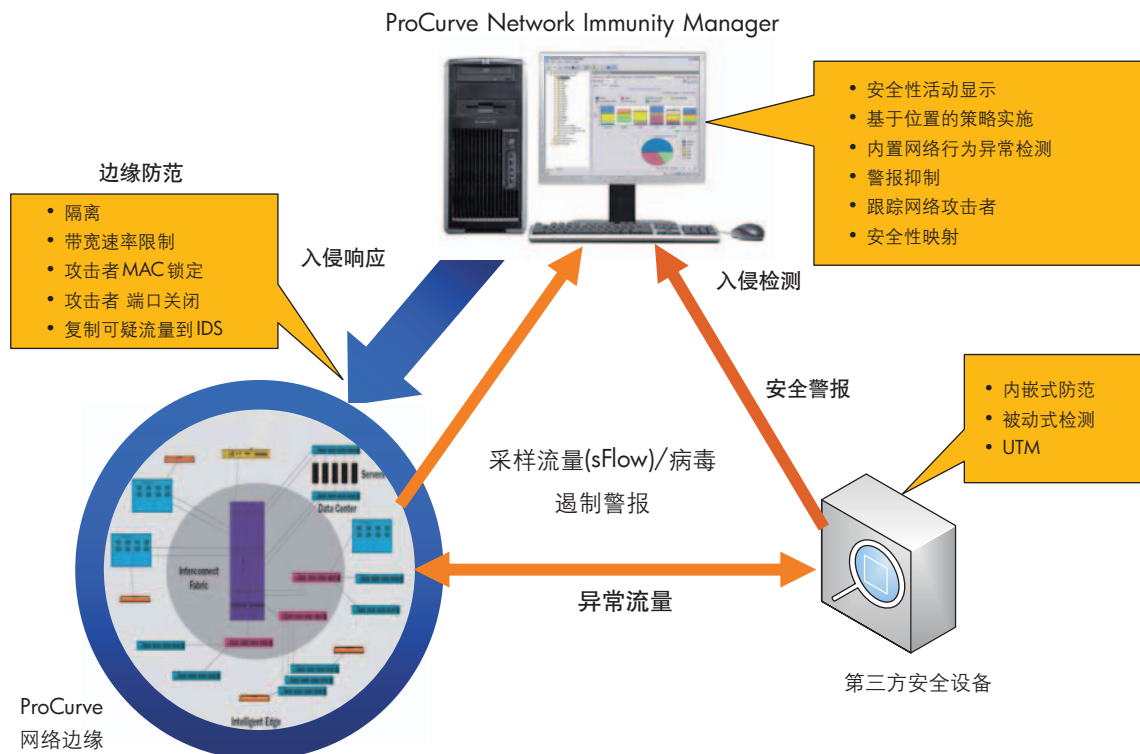 ProCurve Network Immunity Manager
• 安全性活动显示
• 基于位置的策略实施
• 内置网络行为异常检测
• 警报抑制
• 跟踪网络攻击者
• 安全性映射
边缘防范
• 隔离
• 带宽速率限制
• 攻击者MAC锁定
• 攻击者 端口关闭
• 复制可疑流量到IDS
入侵响应
入侵检测
安全警报
• 内嵌式防范
• 被动式检测
• UTM
采样流量(sFlow)/病毒
遏制警报
Servers
Data Center
Interconnect
Fabric
Intelligent Edge
异常流量
第三方安全设备
ProCurve
网络边缘